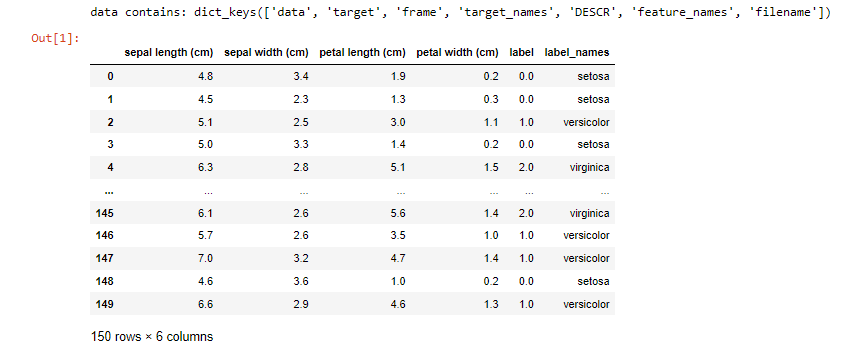 data contains: dict_keys(['data', 'target', 'frame', 'target_names', 'DESCR', 'feature_names', 'filename'])
Out[1]:
sepal length (cm) sepal width (cm) petal length (cm) petal width (cm) label label_names
0 4.8 3.4 1.9 0.2 0.0 setosa
1 4.5 2.3 1.3 0.3 0.0 setosa
2 5.1 2.5 3.0 1.1 1.0 versicolor
3 5.0 3.3 1.4 0.2 0.0 setosa
4 6.3 2.8 5.1 1.5 2.0 virginica
... ... ... ... ... ... ...
145 6.1 2.6 5.6 1.4 2.0 virginica
146 5.7 2.6 3.5 1.0 1.0 versicolor
147 7.0 3.2 4.7 1.4 1.0 versicolor
148 4.6 3.6 1.0 0.2 0.0 setosa
149 6.6 2.9 4.6 1.3 1.0 versicolor
150 rows × 6 columns